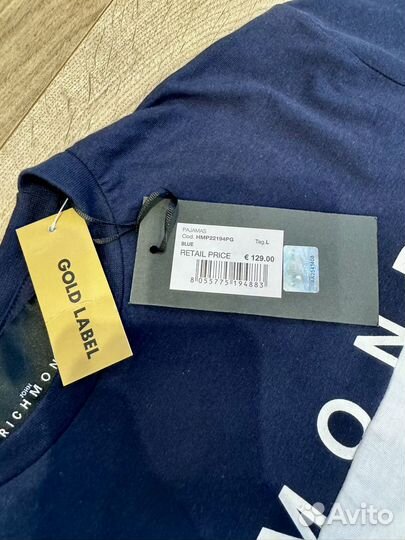 PAJAMAS
Cod. HMP22194PG Tag.L
BLUE
RETAIL PRICE € 129.00
8 055775 194883
GOLD LABEL
JOHN
RICHMON
MON
Avito